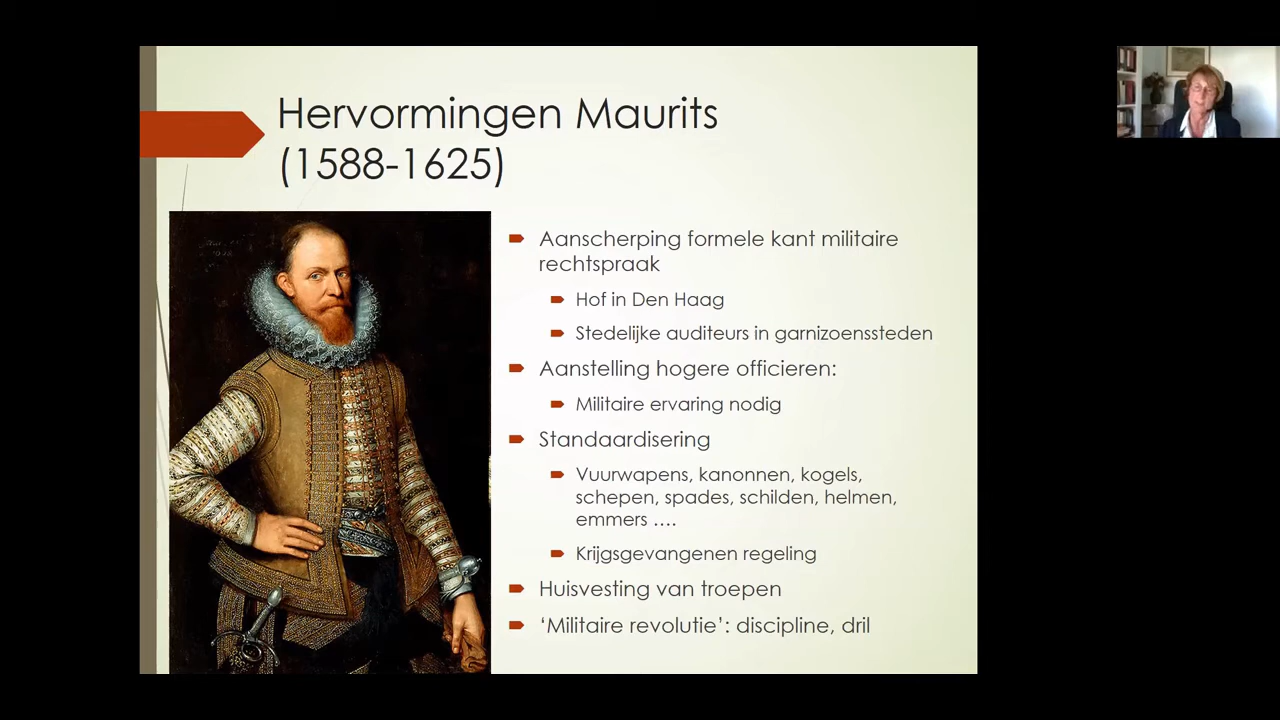 Hervormingen Maurits
(1588-1625)
Aanscherping formele kant militaire
rechtspraak
Hof in Den Haag
Stedelijke auditeurs in garnizoenssteden
Aanstelling hogere officieren:
Militaire ervaring nodig
Standaardisering
Vuurwapens, kanonnen, kogels,
schepen, spades, schilden, helmen,
emmers ....
Krijgsgevangenen regeling
Huisvesting van troepen
‘Militaire revolutie’: discipline, dril